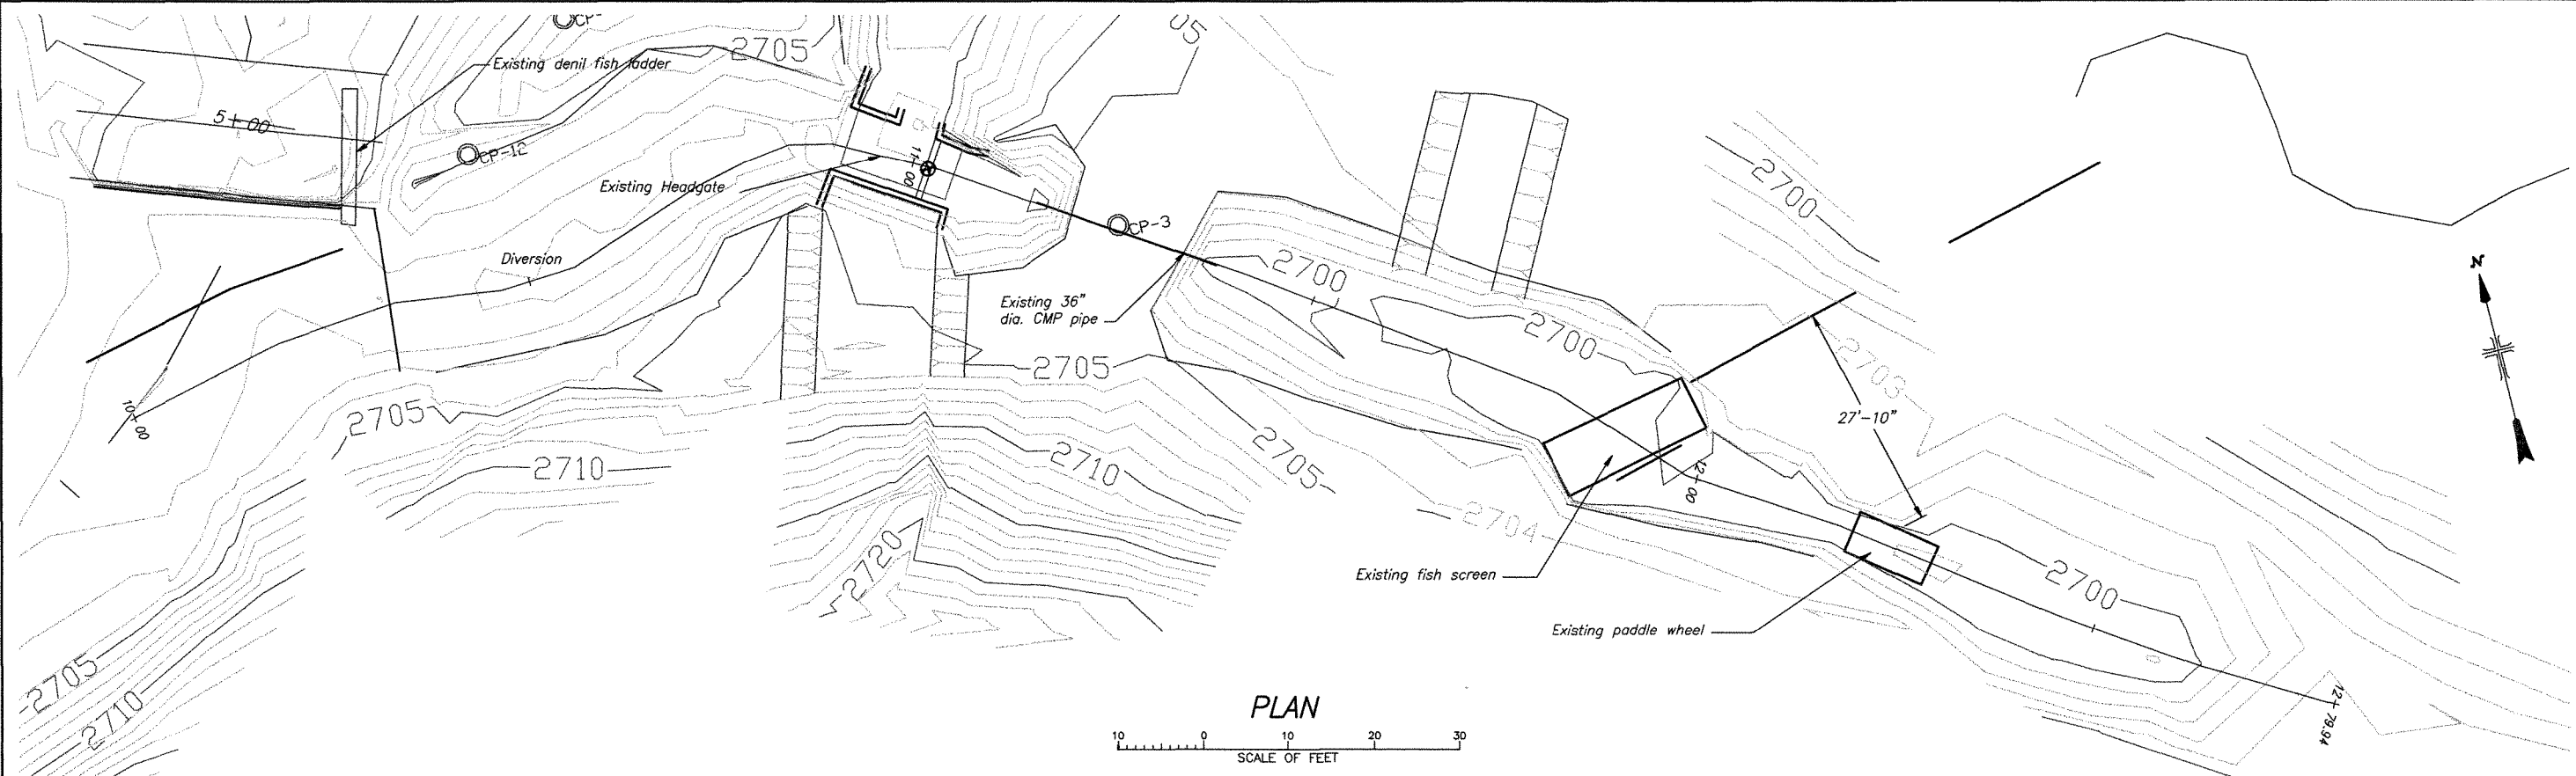 CP-
2705
05
Existing denil fish ladder
5+00
CP-12
11+00
Existing Headgate
2700
CP-3
Diversion
2700
Existing 36"
dia. CMP pipe
2700
N
2705
2703
27'-10"
10+00
2705
2710
2710
2705
12+00
2704
2720
Existing fish screen
2700
Existing paddle wheel
2705
2710
12+79.94
PLAN
10 0 10 20 30
SCALE OF FEET